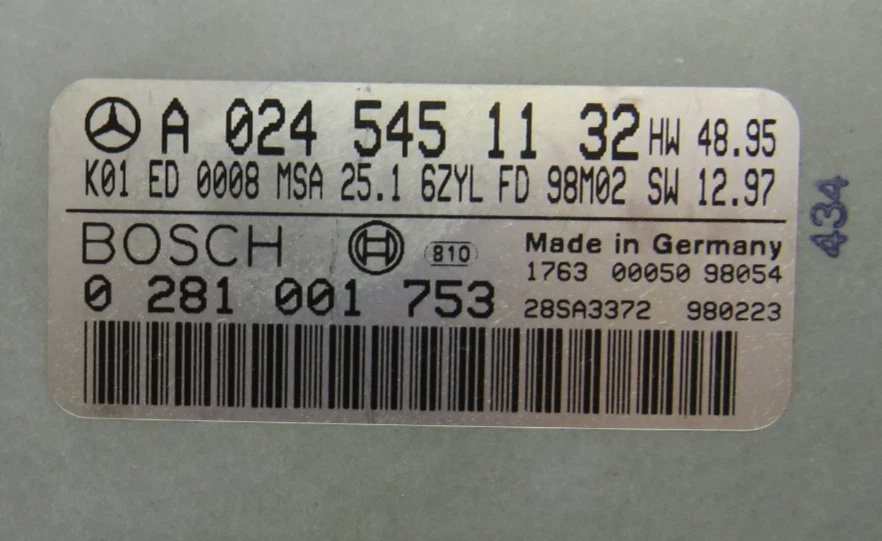 A 024 545 11 32 HW 48.95
K01 ED 0008 MSA 25.1 6ZYL FD 98M02 SW 12.97
BOSCH 810 Made in Germany
1763 00050 98054
0 281 001 753 28SA3372 980223
434